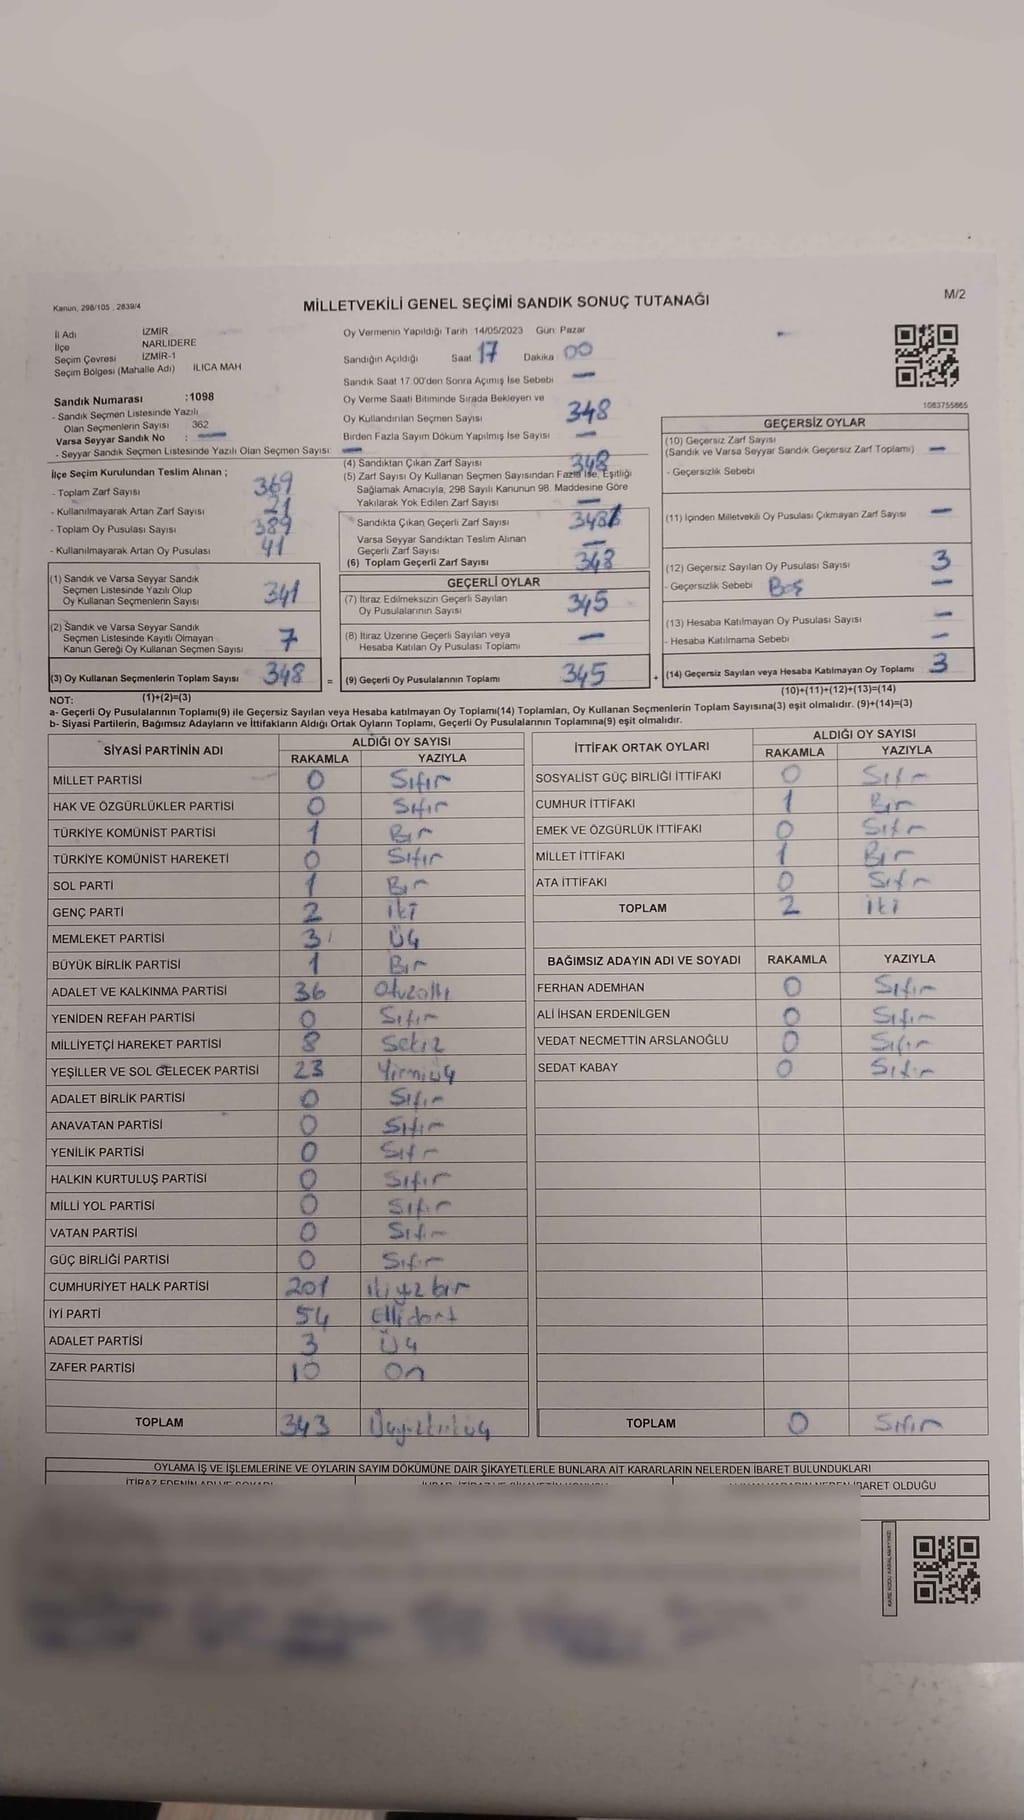 Kanun, 298/105 , 2839/4
MİLLETVEKİLİ GENEL SEÇİMİ SANDIK SONUÇ TUTANAĞI
M/2
İl Adı İZMİR
İlçe NARLIDERE
Seçim Çevresi İZMİR-1
Seçim Bölgesi (Mahalle Adı) ILICA MAH
Sandık Numarası :1098
- Sandık Seçmen Listesinde Yazılı
Olan Seçmenlerin Sayısı 362
Varsa Seyyar Sandık No : —
- Seyyar Sandık Seçmen Listesinde Yazılı Olan Seçmen Sayısı: —
Oy Vermenin Yapıldığı Tarih :14/05/2023 Gün: Pazar
Sandığın Açıldığı Saat 17 Dakika 00
Sandık Saat 17.00'den Sonra Açımış İse Sebebi —
Oy Verme Saati Bitiminde Sırada Bekleyen ve
Oy Kullandırılan Seçmen Sayısı 348
Birden Fazla Sayım Döküm Yapılmış İse Sayısı —
1063755865
İlçe Seçim Kurulundan Teslim Alınan ;
- Toplam Zarf Sayısı 369
- Kullanılmayarak Artan Zarf Sayısı 21
- Toplam Oy Pusulası Sayısı 389
- Kullanılmayarak Artan Oy Pusulası 41
(1) Sandık ve Varsa Seyyar Sandık
Seçmen Listesinde Yazılı Olup
Oy Kullanan Seçmenlerin Sayısı 341
(2) Sandık ve Varsa Seyyar Sandık
Seçmen Listesinde Kayıtlı Olmayan
Kanun Gereği Oy Kullanan Seçmen Sayısı 7
(3) Oy Kullanan Seçmenlerin Toplam Sayısı 348 =
(4) Sandıktan Çıkan Zarf Sayısı 348
(5) Zarf Sayısı Oy Kullanan Seçmen Sayısından Fazla İse, Eşitliği
Sağlamak Amacıyla, 298 Sayılı Kanunun 98. Maddesine Göre
Yakılarak Yok Edilen Zarf Sayısı —
Sandıkta Çıkan Geçerli Zarf Sayısı 348
Varsa Seyyar Sandıktan Teslim Alınan
Geçerli Zarf Sayısı —
(6) Toplam Geçerli Zarf Sayısı 348
GEÇERLİ OYLAR
(7) İtiraz Edilmeksizin Geçerli Sayılan
Oy Pusulalarının Sayısı 345
(8) İtiraz Üzerine Geçerli Sayılan veya
Hesaba Katılan Oy Pusulası Toplamı —
(9) Geçerli Oy Pusulalarının Toplamı 345 +
GEÇERSİZ OYLAR
(10) Geçersiz Zarf Sayısı
(Sandık ve Varsa Seyyar Sandık Geçersiz Zarf Toplamı) —
- Geçersizlik Sebebi
(11) İçinden Milletvekili Oy Pusulası Çıkmayan Zarf Sayısı —
(12) Geçersiz Sayılan Oy Pusulası Sayısı 3
- Geçersizlik Sebebi Boş —
(13) Hesaba Katılmayan Oy Pusulası Sayısı —
- Hesaba Katılmama Sebebi —
(14) Geçersiz Sayılan veya Hesaba Katılmayan Oy Toplamı 3
NOT: (1)+(2)=(3) (10)+(11)+(12)+(13)=(14)
a- Geçerli Oy Pusulalarının Toplamı(9) ile Geçersiz Sayılan veya Hesaba Katılmayan Oy Toplamı(14) Toplamları, Oy Kullanan Seçmenlerin Toplam Sayısına(3) eşit olmalıdır. (9)+(14)=(3)
b- Siyasi Partilerin, Bağımsız Adayların ve İttifakların Aldığı Ortak Oyların Toplamı, Geçerli Oy Pusulalarının Toplamına(9) eşit olmalıdır.
SİYASİ PARTİNİN ADI ALDIĞI OY SAYISI
RAKAMLA YAZIYLA
MİLLET PARTİSİ 0 Sıfır
HAK VE ÖZGÜRLÜKLER PARTİSİ 0 Sıfır
TÜRKİYE KOMÜNİST PARTİSİ 1 Bir
TÜRKİYE KOMÜNİST HAREKETİ 0 Sıfır
SOL PARTİ 1 Bir
GENÇ PARTİ 2 iki
MEMLEKET PARTİSİ 3 Üç
BÜYÜK BİRLİK PARTİSİ 1 Bir
ADALET VE KALKINMA PARTİSİ 36 Otuzaltı
YENİDEN REFAH PARTİSİ 0 Sıfır
MİLLİYETÇİ HAREKET PARTİSİ 8 Sekiz
YEŞİLLER VE SOL GELECEK PARTİSİ 23 Yirmiüç
ADALET BİRLİK PARTİSİ 0 Sıfır
ANAVATAN PARTİSİ 0 Sıfır
YENİLİK PARTİSİ 0 Sıfır
HALKIN KURTULUŞ PARTİSİ 0 Sıfır
MİLLİ YOL PARTİSİ 0 Sıfır
VATAN PARTİSİ 0 Sıfır
GÜÇ BİRLİĞİ PARTİSİ 0 Sıfır
CUMHURİYET HALK PARTİSİ 201 ikiyüz bir
İYİ PARTİ 54 Ellidört
ADALET PARTİSİ 3 Üç
ZAFER PARTİSİ 10 On
TOPLAM 343 Üçyüzkırküç
İTTİFAK ORTAK OYLARI ALDIĞI OY SAYISI
RAKAMLA YAZIYLA
SOSYALİST GÜÇ BİRLİĞİ İTTİFAKI 0 Sıfır
CUMHUR İTTİFAKI 1 Bir
EMEK VE ÖZGÜRLÜK İTTİFAKI 0 Sıfır
MİLLET İTTİFAKI 1 Bir
ATA İTTİFAKI 0 Sıfır
TOPLAM 2 iki
BAĞIMSIZ ADAYIN ADI VE SOYADI RAKAMLA YAZIYLA
FERHAN ADEMHAN 0 Sıfır
ALİ İHSAN ERDENİLGEN 0 Sıfır
VEDAT NECMETTİN ARSLANOĞLU 0 Sıfır
SEDAT KABAY 0 Sıfır
TOPLAM 0 Sıfır
OYLAMA İŞ VE İŞLEMLERİNE VE OYLARIN SAYIM DÖKÜMÜNE DAİR ŞİKAYETLERLE BUNLARA AİT KARARLARIN NELERDEN İBARET BULUNDUKLARI
İTİRAZ EDENİN ADI VE SOYADI
İBARET OLDUĞU